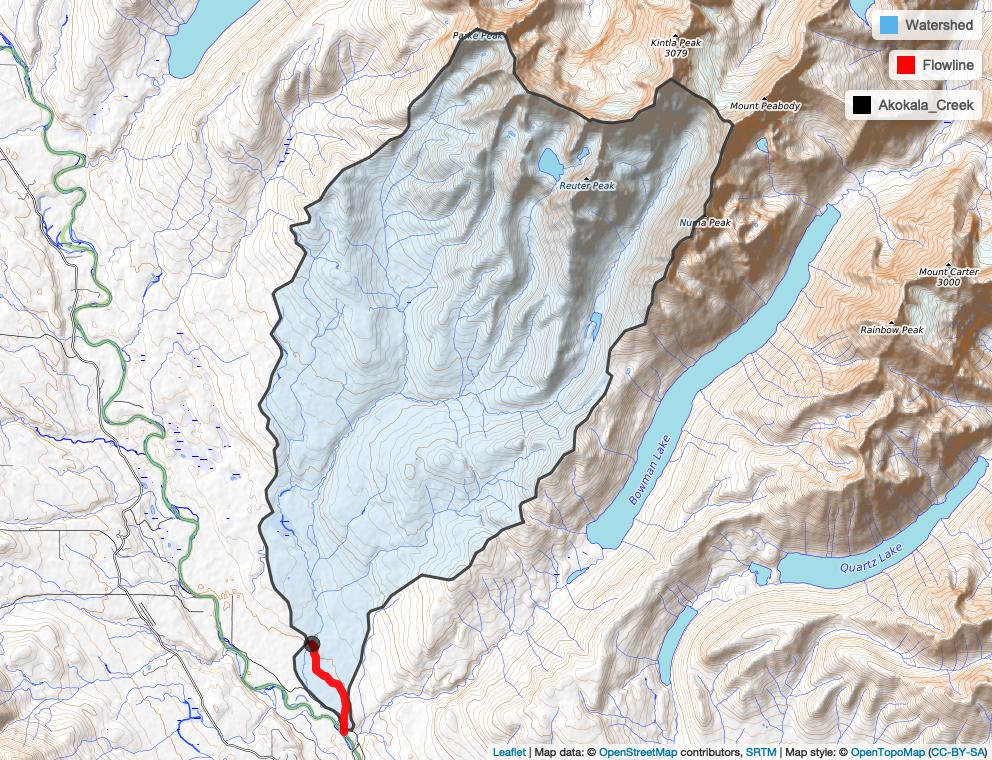 Parke Peak
Kintla Peak
3079
Watershed
Flowline
Akokala_Creek
Mount Peabody
Reuter Peak
Numa Peak
Mount Carter
3000
Rainbow Peak
Bowman Lake
Quartz Lake
Leaflet | Map data: © OpenStreetMap contributors, SRTM | Map style: © OpenTopoMap (CC-BY-SA)